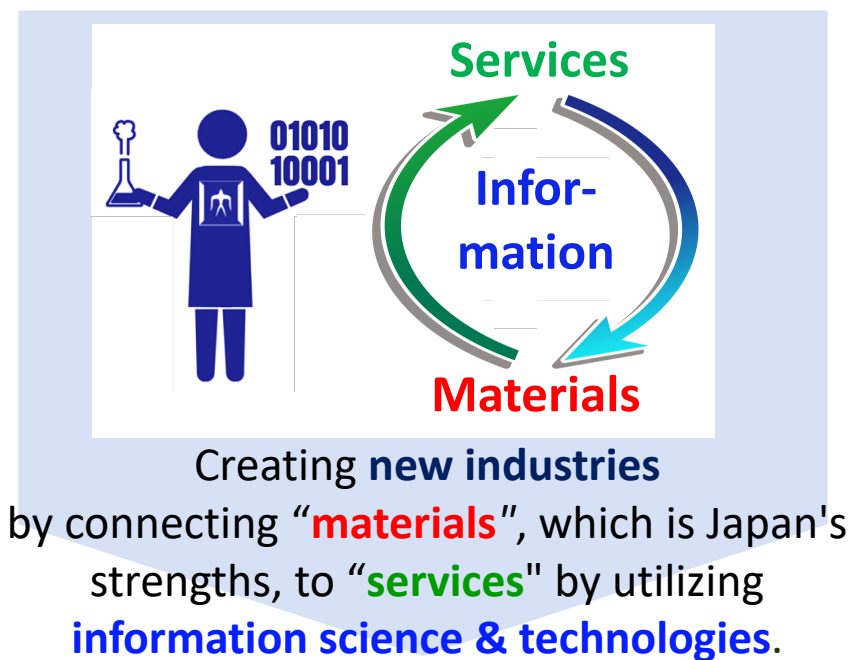 Services
01010
10001
Infor-
mation
Materials
Creating new industries
by connecting “materials”, which is Japan's
strengths, to “services" by utilizing
information science & technologies.